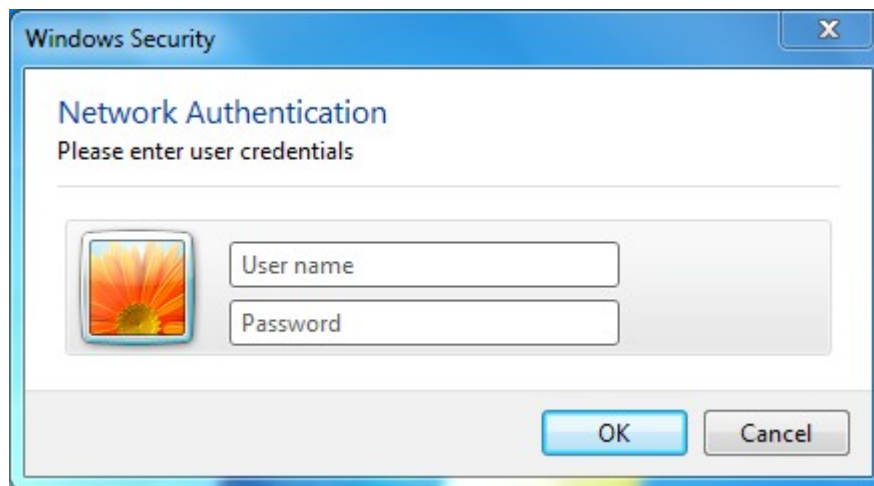 Windows Security
Network Authentication
Please enter user credentials
User name
Password
OK
Cancel